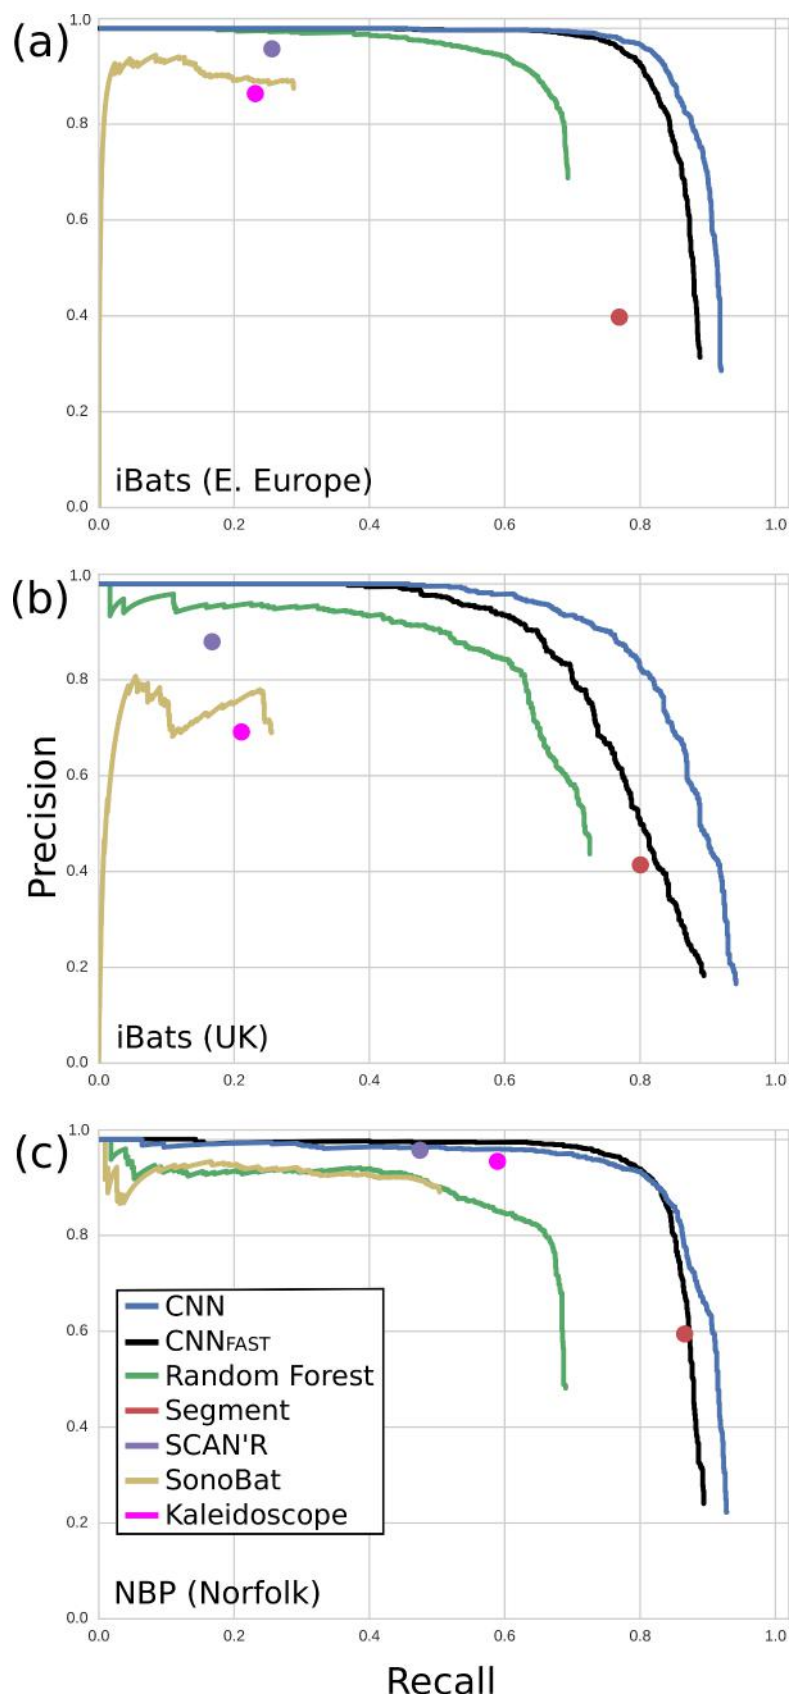 (a)
1.0
0.8
0.6
0.4
0.2
0.0
iBats (E. Europe)
0.0 0.2 0.4 0.6 0.8 1.0
(b)
1.0
0.8
0.6
0.4
0.2
0.0
Precision
iBats (UK)
0.0 0.2 0.4 0.6 0.8 1.0
(c)
1.0
0.8
0.6
0.4
0.2
0.0
CNN
CNNFAST
Random Forest
Segment
SCAN'R
SonoBat
Kaleidoscope
NBP (Norfolk)
0.0 0.2 0.4 0.6 0.8 1.0
Recall